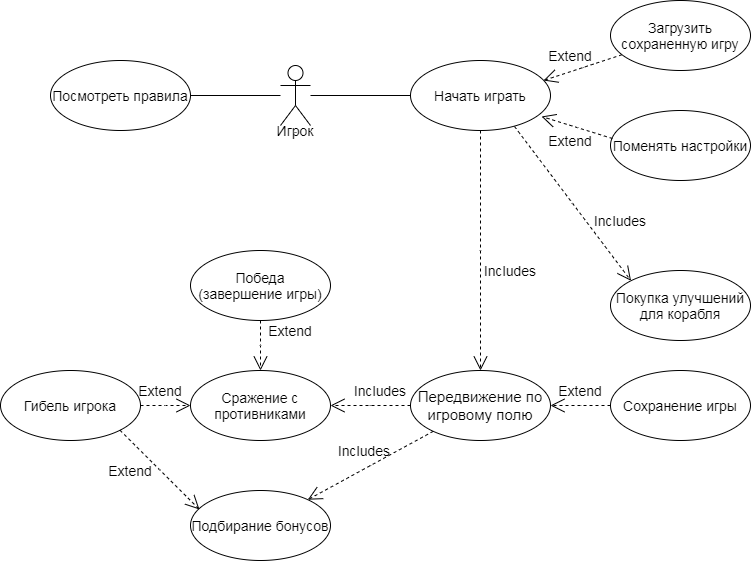 Загрузить
сохраненную игру
Extend
Посмотреть правила
Начать играть
Игрок
Extend
Поменять настройки
Includes
Includes
Победа
(завершение игры)
Покупка улучшений
для корабля
Extend
Гибель игрока
Extend
Сражение с
противниками
Includes
Передвижение по
игровому полю
Extend
Сохранение игры
Includes
Extend
Подбирание бонусов